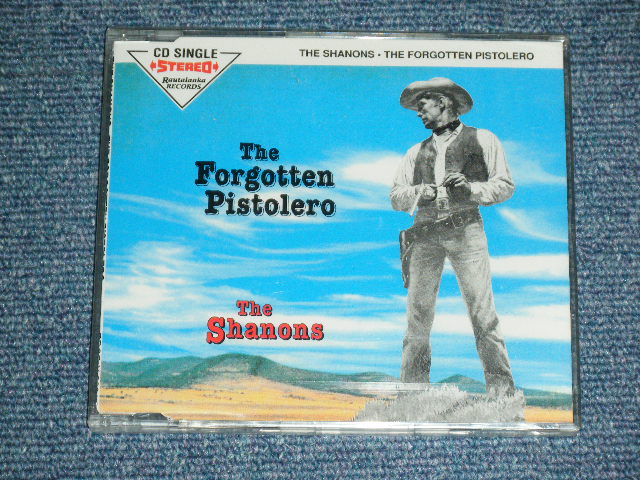 CD SINGLE
STEREO
Rautalanka
RECORDS
THE SHANONS • THE FORGOTTEN PISTOLERO
The
Forgotten
Pistolero
The
Shanons